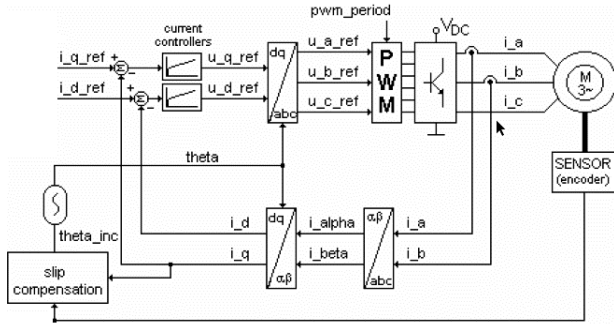 pwm_period
current
controllers
VDC
i_q_ref
+
Σ
-
u_q_ref
dq
u_a_ref
i_a
i_d_ref
+
Σ
-
u_d_ref
u_b_ref
P
W
M
i_b
M
3~
abc
u_c_ref
i_c
theta
SENSOR
(encoder)
∫
theta_inc
i_d
dq
i_alpha
αβ
i_a
i_q
αβ
i_beta
abc
i_b
slip
compensation